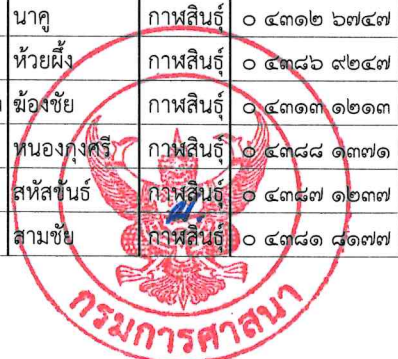 นาคู กาฬสินธุ์ ๐ ๔๓๑๒ ๖๗๔๗
ห้วยผึ้ง กาฬสินธุ์ ๐ ๔๓๘๖ ๙๒๔๗
ฆ้องชัย กาฬสินธุ์ ๐ ๔๓๑๓ ๑๒๑๓
หนองกุงศรี กาฬสินธุ์ ๐ ๔๓๘๘ ๑๓๗๑
สหัสขันธ์ กาฬสินธุ์ ๐ ๔๓๘๗ ๑๒๓๗
สามชัย กาฬสินธุ์ ๐ ๔๓๘๑ ๘๑๗๗
กรมการศาสนา